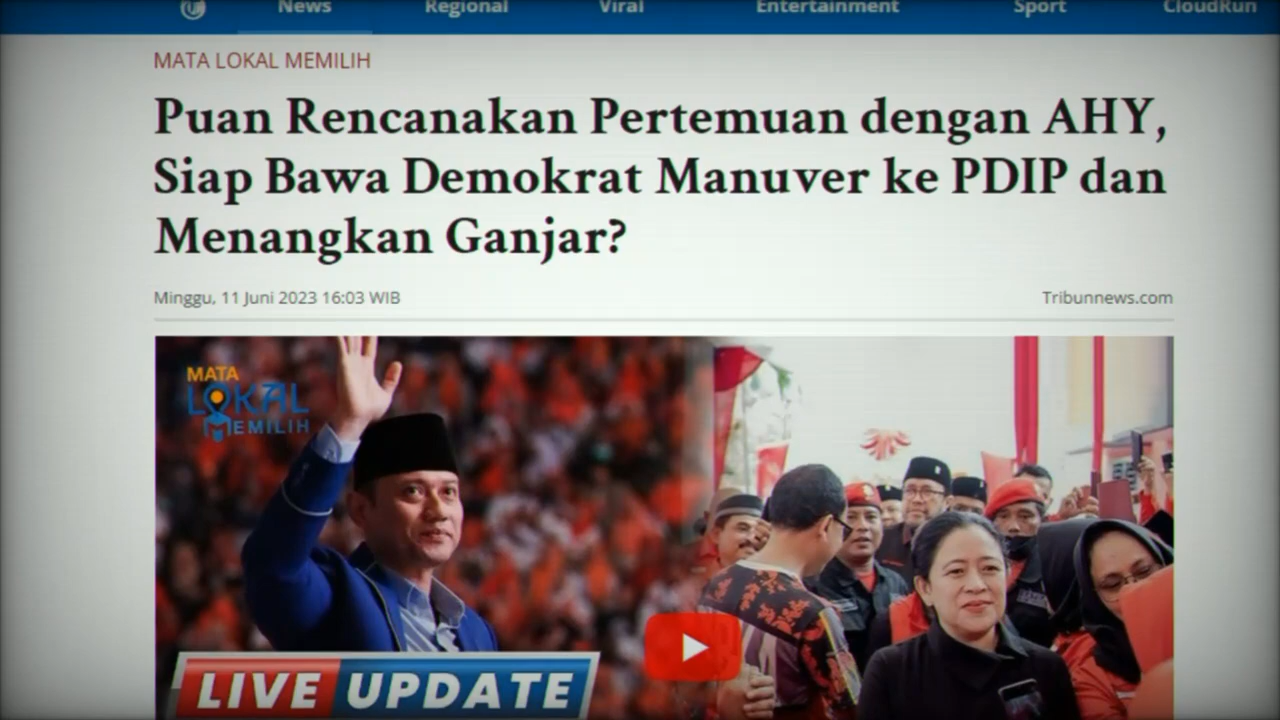 News Regional Viral Entertainment Sport CloudRun
MATA LOKAL MEMILIH
Puan Rencanakan Pertemuan dengan AHY,
Siap Bawa Demokrat Manuver ke PDIP dan
Menangkan Ganjar?
Minggu, 11 Juni 2023 16:03 WIB Tribunnews.com
MATA
LOKAL
MEMILIH
LIVE UPDATE